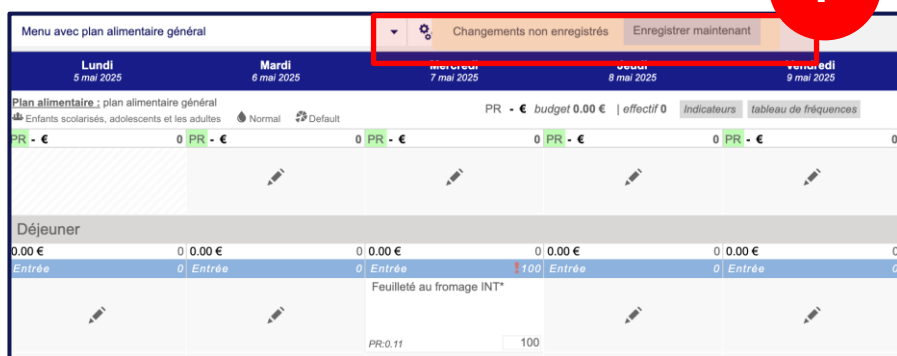 Menu avec plan alimentaire général Changements non enregistrés Enregistrer maintenant
Lundi Mardi Mercredi Jeudi Vendredi
5 mai 2025 6 mai 2025 7 mai 2025 8 mai 2025 9 mai 2025
Plan alimentaire : plan alimentaire général PR - € budget 0.00 € | effectif 0 Indicateurs tableau de fréquences
Enfants scolarisés, adolescents et les adultes Normal Default
PR - € 0 PR - € 0 PR - € 0 PR - € 0 PR - € 0
Déjeuner
0.00 € 0 0.00 € 0 0.00 € 0 0.00 € 0 0.00 € 0
Entrée 0 Entrée 0 Entrée !100 Entrée 0 Entrée 0
Feuilleté au fromage INT*
PR:0.11 100